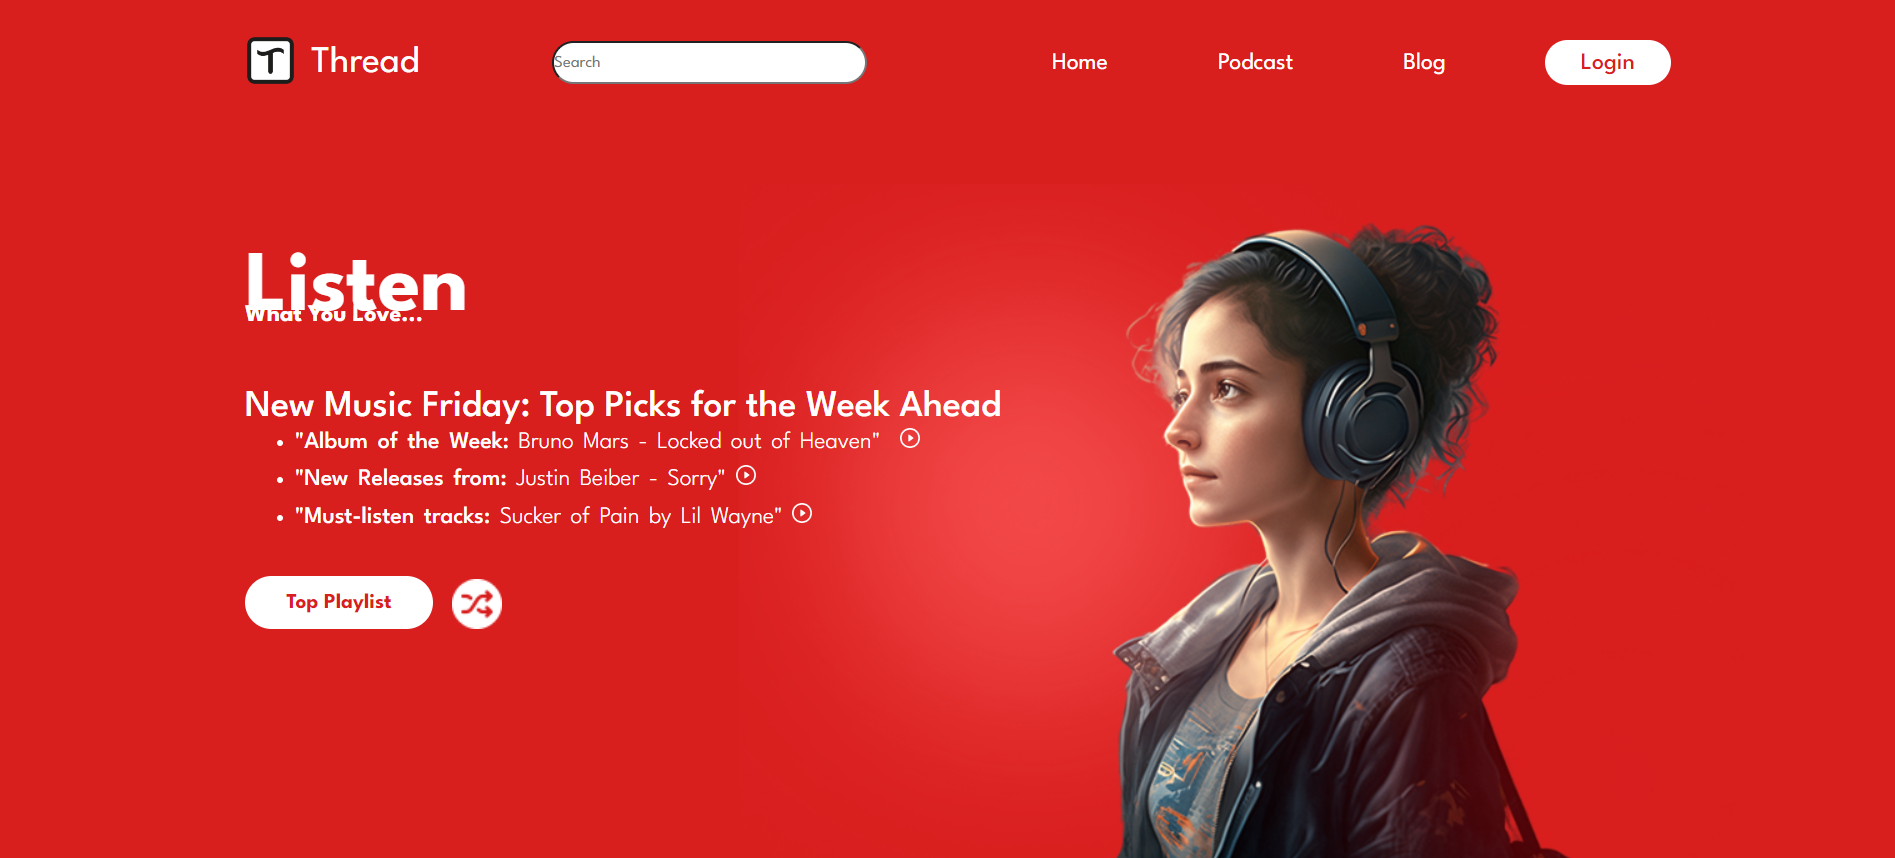 T Thread
Search
Home
Podcast
Blog
Login
Listen
What You Love...
New Music Friday: Top Picks for the Week Ahead
• "Album of the Week: Bruno Mars - Locked out of Heaven"
• "New Releases from: Justin Beiber - Sorry"
• "Must-listen tracks: Sucker of Pain by Lil Wayne"
Top Playlist